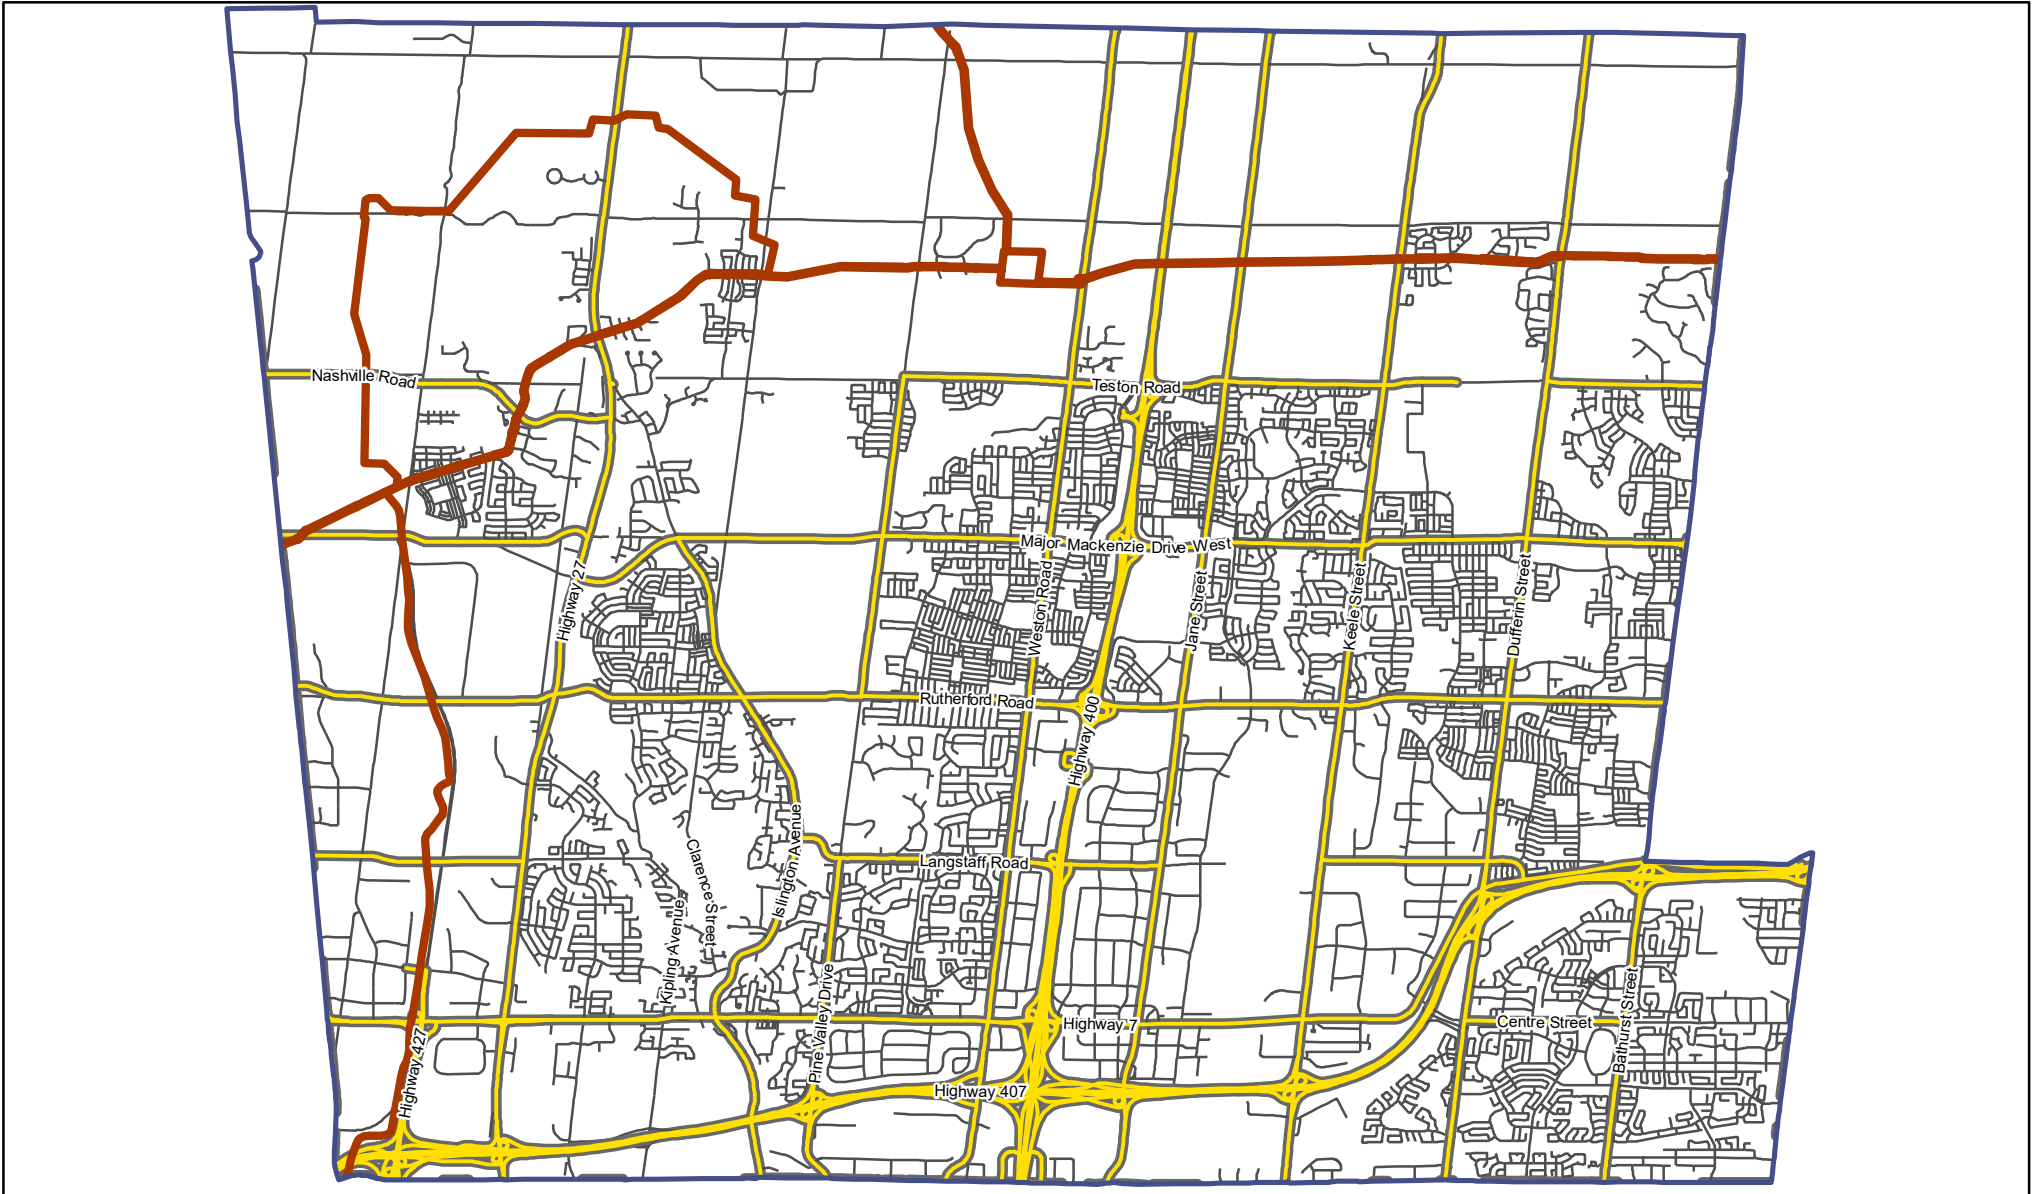 Nashville Road
Teston Road
Major Mackenzie Drive West
Highway 27
Weston Road
Jane Street
Keele Street
Dufferin Street
Rutherford Road
Highway 400
Clarence Street
Islington Avenue
Langstaff Road
Kipling Avenue
Pine Valley Drive
Highway 7
Centre Street
Bathurst Street
Highway 427
Highway 407